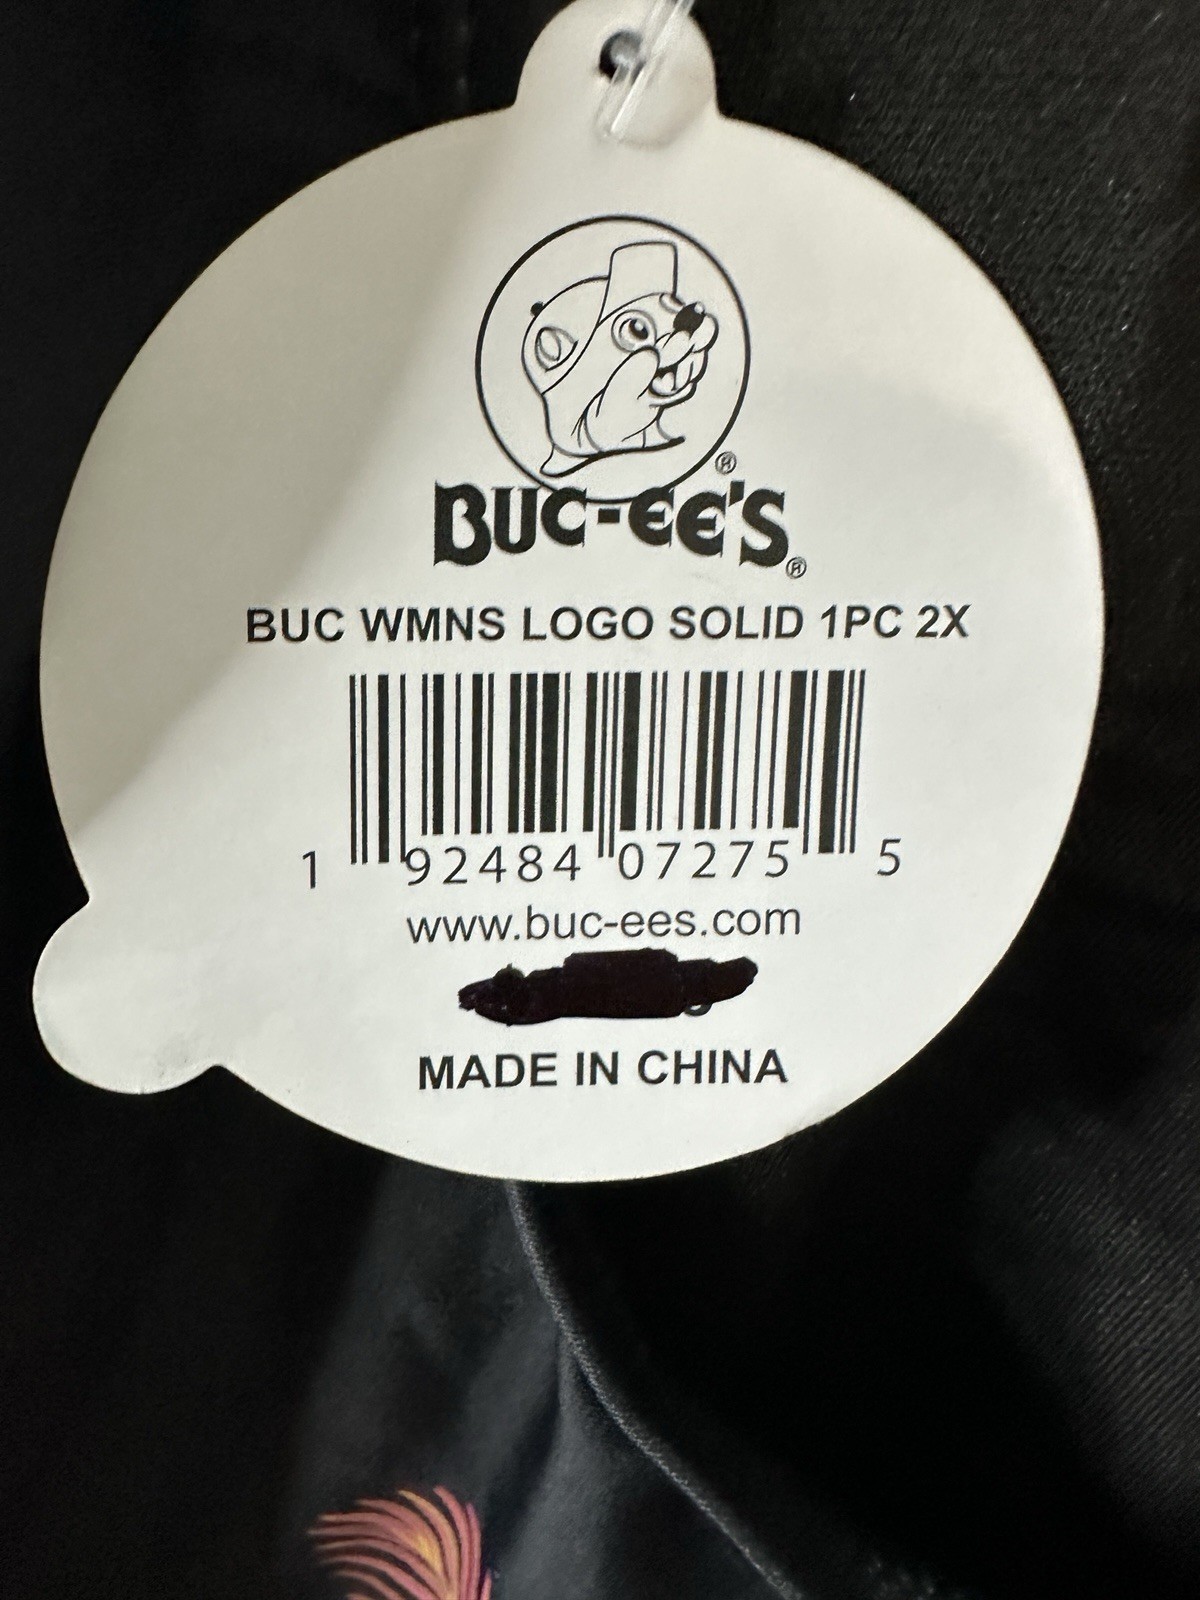 ®
BUC-EE'S®
BUC WMNS LOGO SOLID 1PC 2X
1 92484 07275 5
www.buc-ees.com
MADE IN CHINA